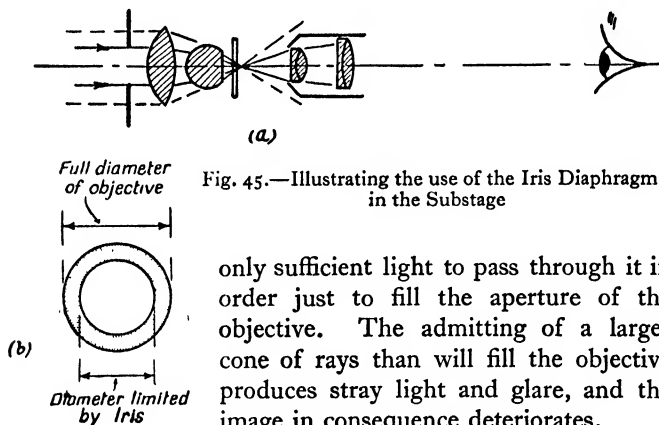 (a)
Full diameter
of objective
Fig. 45.—Illustrating the use of the Iris Diaphragm
in the Substage
(b)
Diameter limited
by Iris
only sufficient light to pass through it i
order just to fill the aperture of th
objective. The admitting of a large
cone of rays than will fill the objectiv
produces stray light and glare, and th
image in consequence deteriorates.